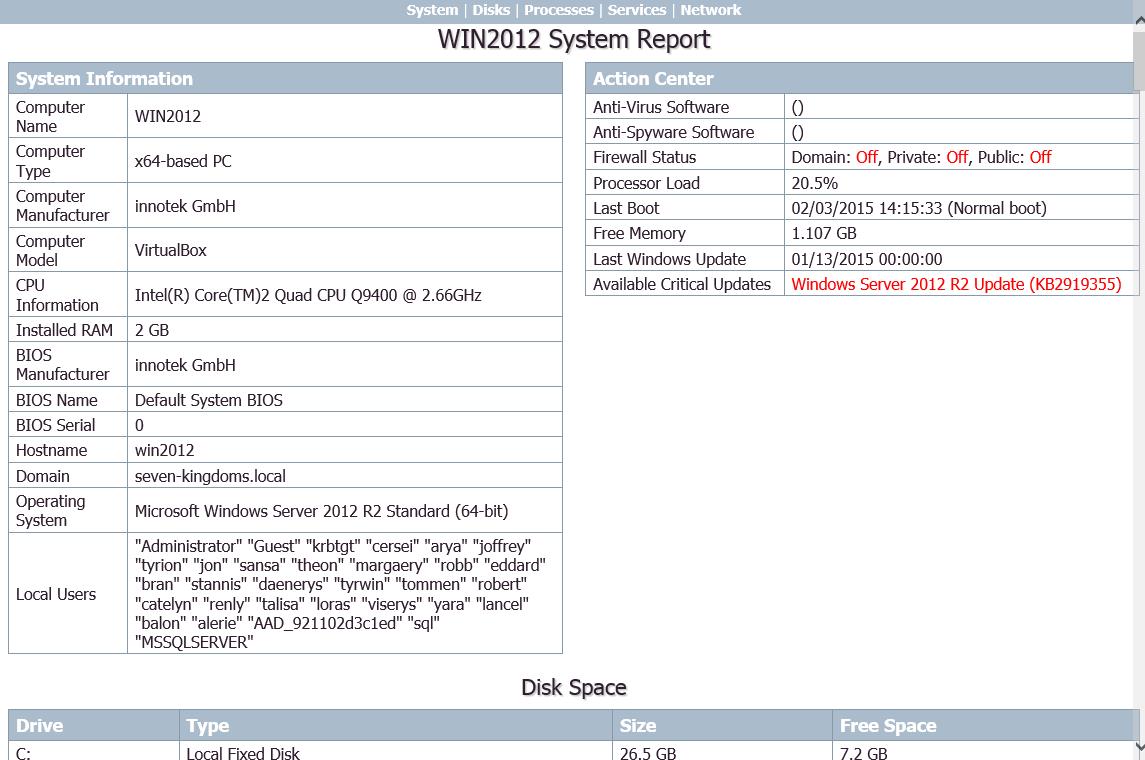 System | Disks | Processes | Services | Network
WIN2012 System Report
System Information
Computer
Name
WIN2012
Computer
Type
x64-based PC
Computer
Manufacturer
innotek GmbH
Computer
Model
VirtualBox
CPU
Information
Intel(R) Core(TM)2 Quad CPU Q9400 @ 2.66GHz
Installed RAM
2 GB
BIOS
Manufacturer
innotek GmbH
BIOS Name
Default System BIOS
BIOS Serial
0
Hostname
win2012
Domain
seven-kingdoms.local
Operating
System
Microsoft Windows Server 2012 R2 Standard (64-bit)
Local Users
"Administrator" "Guest" "krbtgt" "cersei" "arya" "joffrey"
"tyrion" "jon" "sansa" "theon" "margaery" "robb" "eddard"
"bran" "stannis" "daenerys" "tyrwin" "tommen" "robert"
"catelyn" "renly" "talisa" "loras" "viserys" "yara" "lancel"
"balon" "alerie" "AAD_921102d3c1ed" "sql"
"MSSQLSERVER"
Action Center
Anti-Virus Software
()
Anti-Spyware Software
()
Firewall Status
Domain: Off, Private: Off, Public: Off
Processor Load
20.5%
Last Boot
02/03/2015 14:15:33 (Normal boot)
Free Memory
1.107 GB
Last Windows Update
01/13/2015 00:00:00
Available Critical Updates
Windows Server 2012 R2 Update (KB2919355)
Disk Space
Drive
Type
Size
Free Space
C:
Local Fixed Disk
26.5 GB
7.2 GB